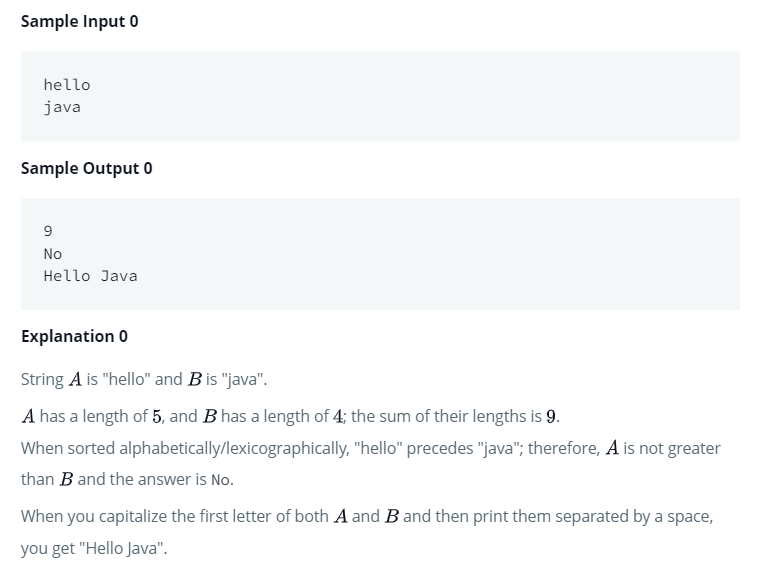 Sample Input 0
hello
java
Sample Output 0
9
No
Hello Java
Explanation 0
String A is "hello" and B is "java".
A has a length of 5, and B has a length of 4; the sum of their lengths is 9.
When sorted alphabetically/lexicographically, "hello" precedes "java"; therefore, A is not greater
than B and the answer is No.
When you capitalize the first letter of both A and B and then print them separated by a space,
you get "Hello Java".